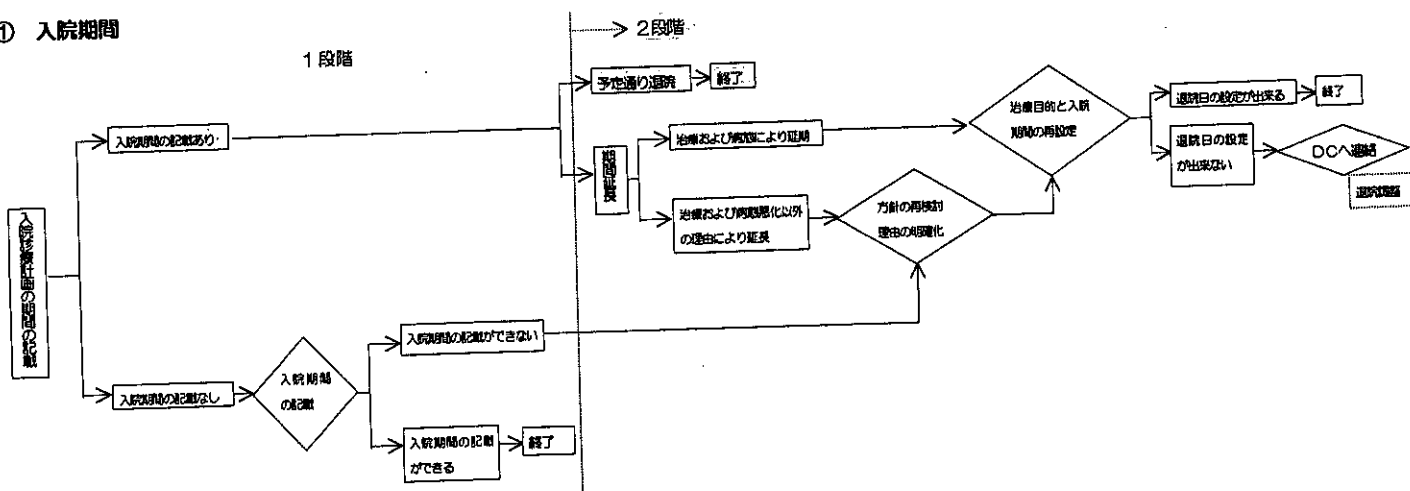 ① 入院期間
1段階
2段階
予定通り退院
終了
入院期間の記載あり
治療および病態により延期
期間延長
治療および病態悪化以外
の理由により延長
方針の再検討
理由の明確化
治療目的と入院
期間の再設定
退院日の設定が出来る
終了
退院日の設定
が出来ない
DCへ連絡
入院診療計画の期間の記載
入院期間の記載なし
入院期間
の記載
入院期間の記載ができない
入院期間の記載
ができる
終了